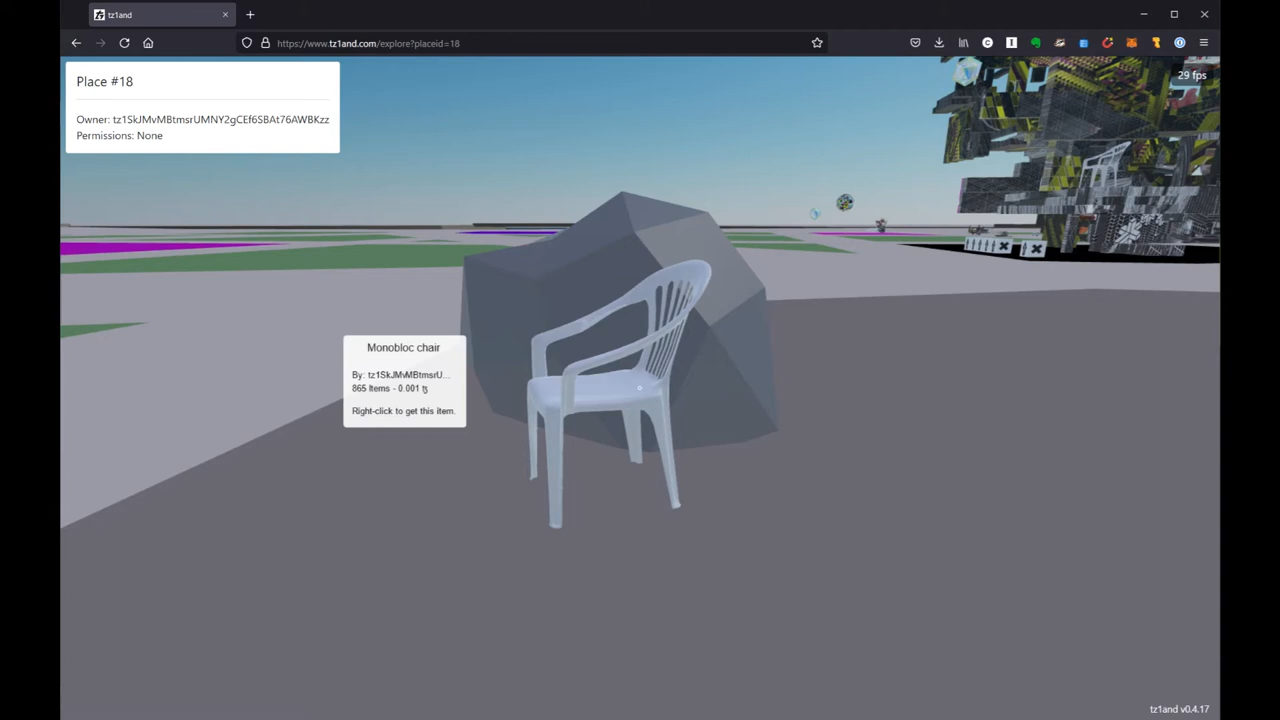 tz1and
https://www.tz1and.com/explore?placeid=18
Place #18
29 fps
Owner: tz1SkJMvMBtmsrUMNY2gCEf6SBAt76AWBKzz
Permissions: None
Monobloc chair
By: tz1SkJMvMBtmsrU...
865 Items - 0.001 ꜩ
Right-click to get this item.
tz1and v0.4.17